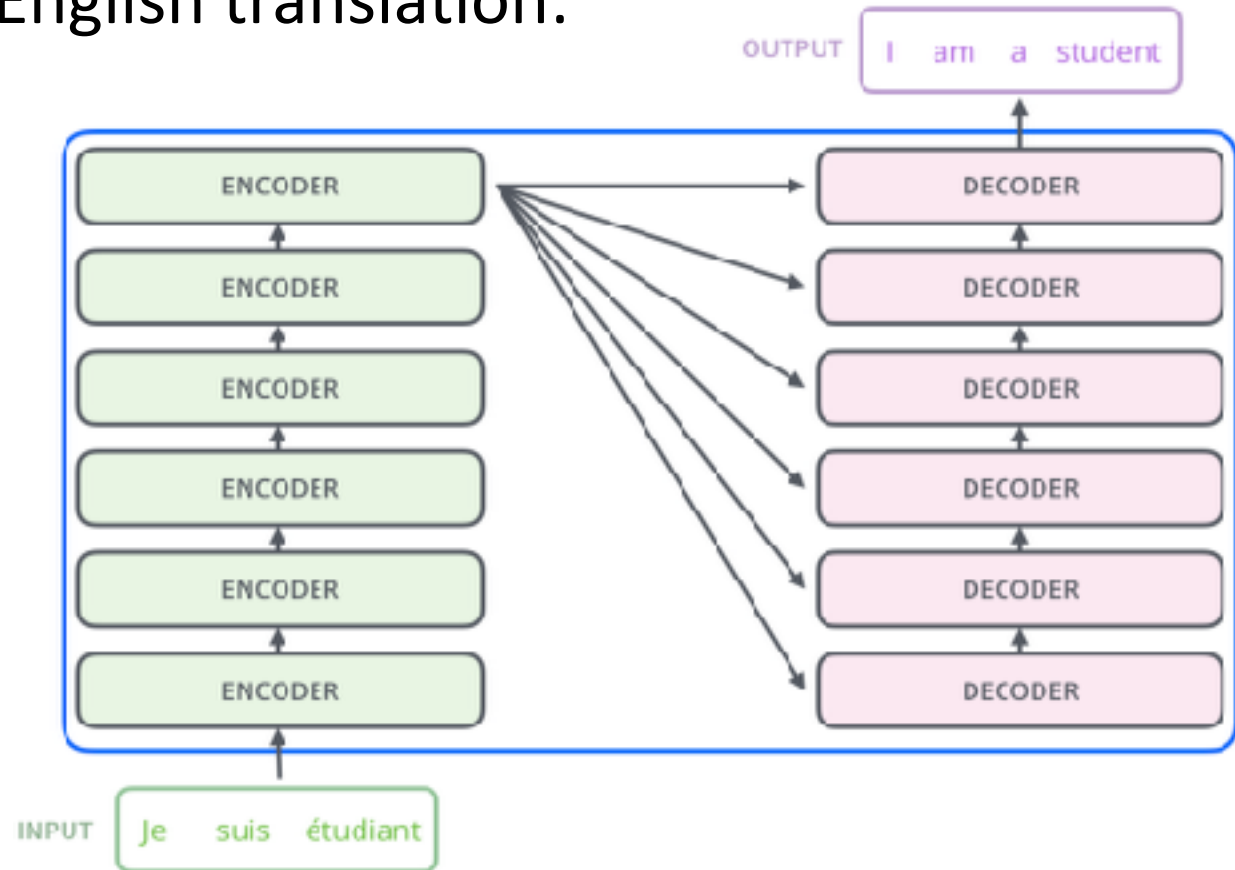 English translation.
OUTPUT I am a student
ENCODER DECODER
ENCODER DECODER
ENCODER DECODER
ENCODER DECODER
ENCODER DECODER
ENCODER DECODER
INPUT Je suis étudiant